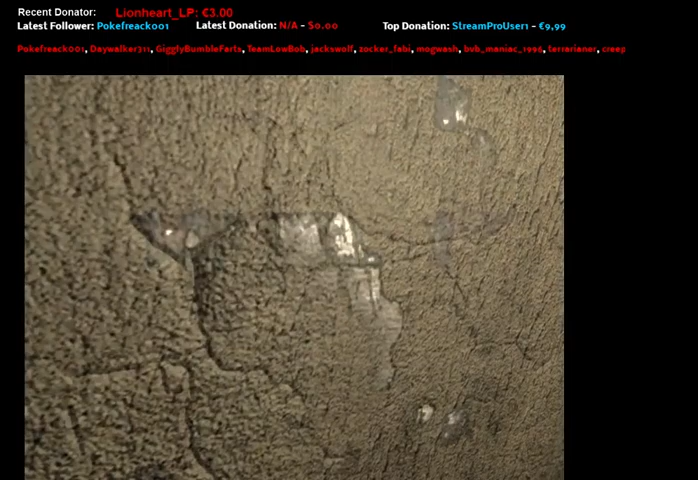 Recent Donator: Lionheart_LP: €3.00
Latest Follower: Pokefreack001 Latest Donation: N/A - $0.00 Top Donation: StreamProUser1 - €9,99
Pokefreack001, Daywalker311, GigglyBumbleFarts, TeamLowBob, jackswolf, zocker_fabi, mogwash, bvb_maniac_1996, terrarianer, creep